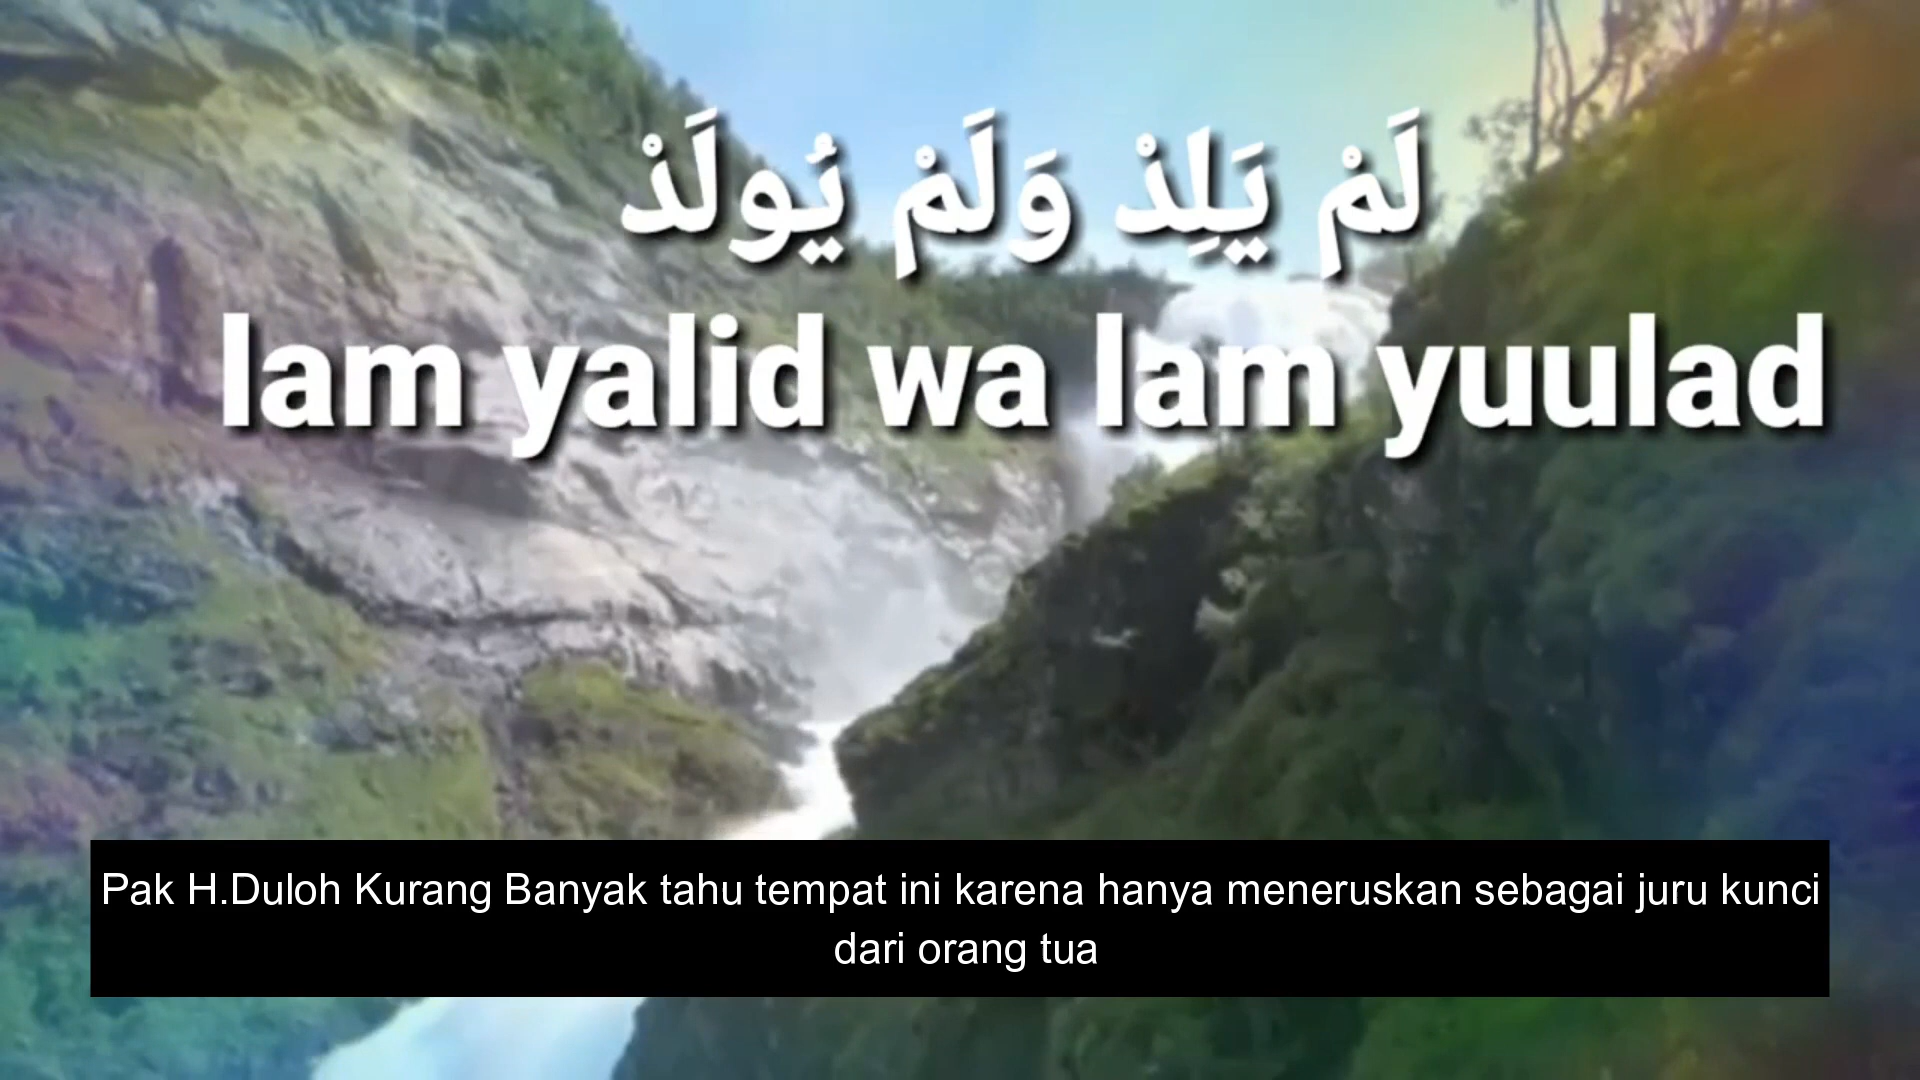 لَمْ يَلِدْ وَلَمْ يُولَدْ
lam yalid wa lam yuulad
Pak H.Duloh Kurang Banyak tahu tempat ini karena hanya meneruskan sebagai juru kunci
dari orang tua